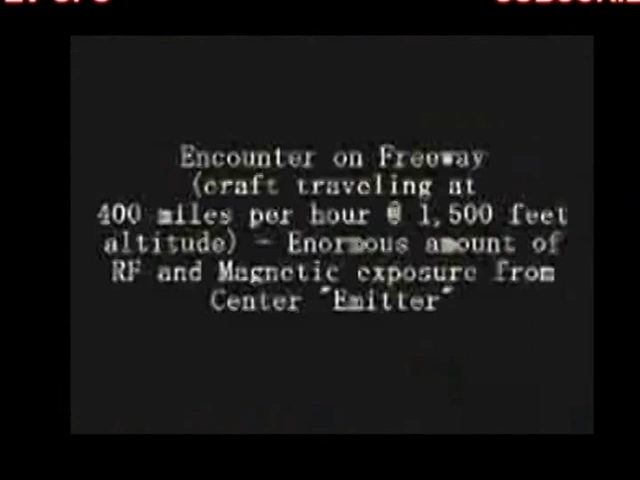 Encounter on Freeway
(craft traveling at
400 miles per hour @ 1,500 feet
altitude) - Enormous amount of
RF and Magnetic exposure from
Center "Emitter"